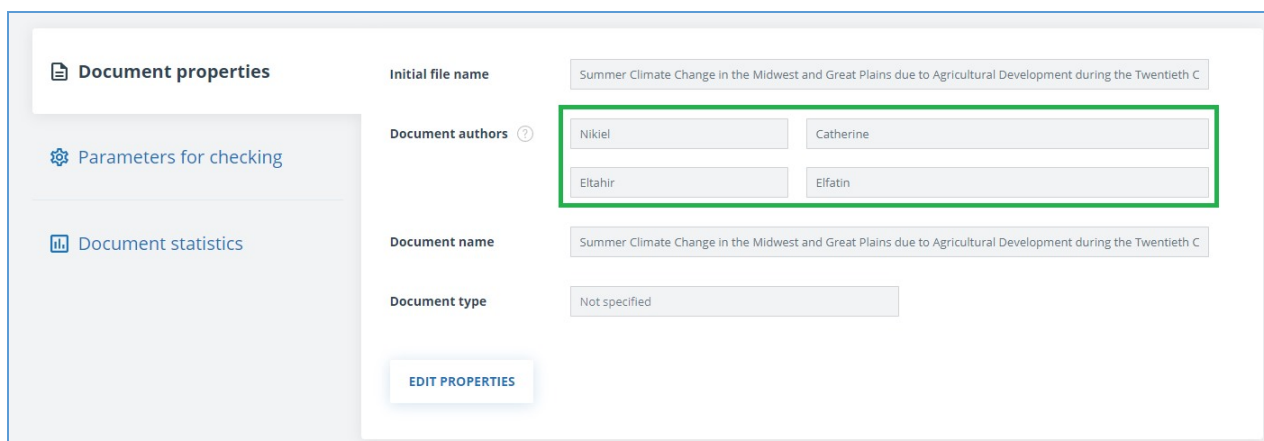 Document properties
Parameters for checking
Document statistics
Initial file name
Summer Climate Change in the Midwest and Great Plains due to Agricultural Development during the Twentieth C
Document authors ?
Nikiel
Catherine
Eltahir
Elfatin
Document name
Summer Climate Change in the Midwest and Great Plains due to Agricultural Development during the Twentieth C
Document type
Not specified
EDIT PROPERTIES